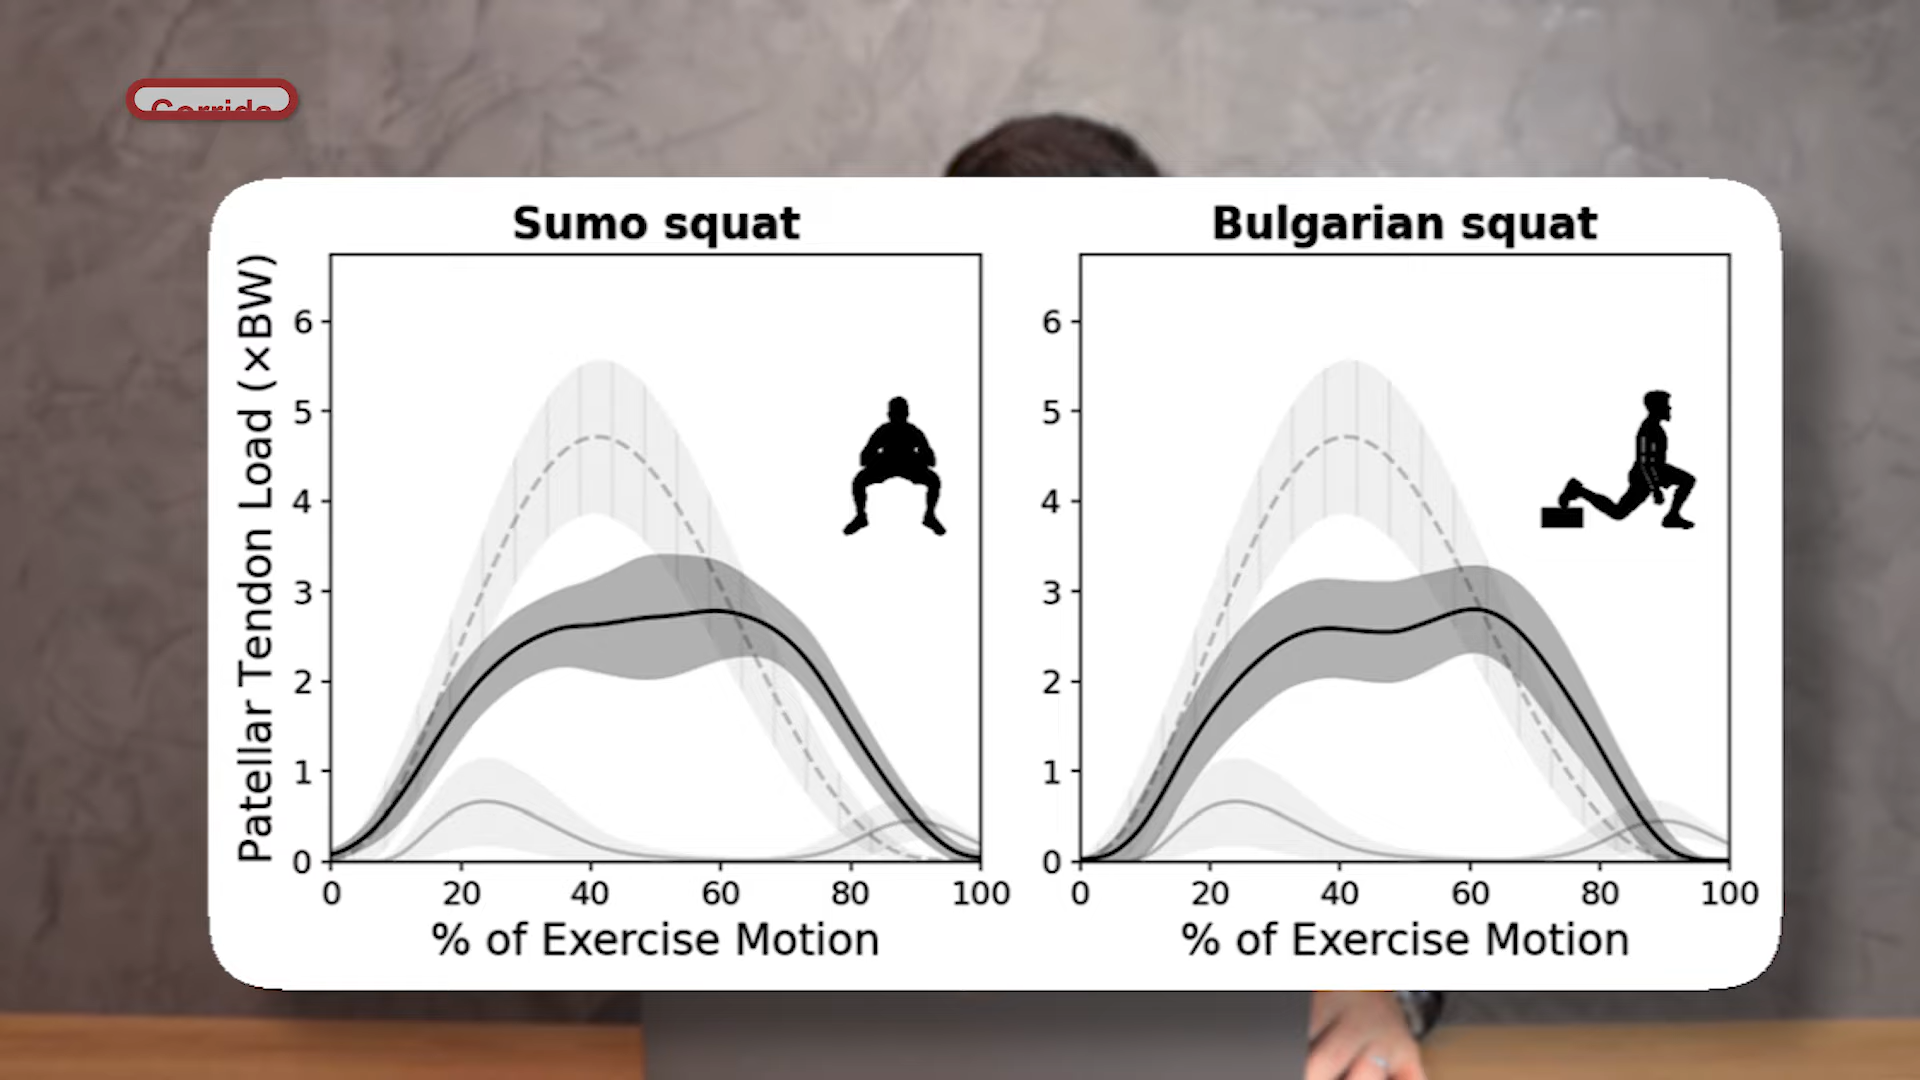 Sumo squat
Bulgarian squat
Patellar Tendon Load (×BW)
6
5
4
3
2
1
0
0 20 40 60 80 100
% of Exercise Motion
6
5
4
3
2
1
0
0 20 40 60 80 100
% of Exercise Motion